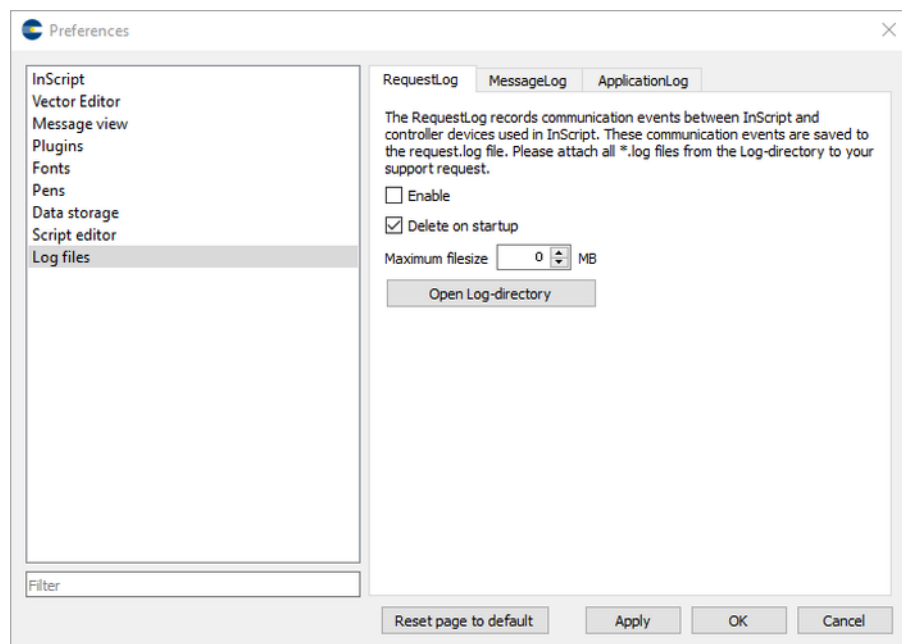 Preferences
InScript
Vector Editor
Message view
Plugins
Fonts
Pens
Data storage
Script editor
Log files
Filter
RequestLog MessageLog ApplicationLog
The RequestLog records communication events between InScript and
controller devices used in InScript. These communication events are saved to
the request.log file. Please attach all *.log files from the Log-directory to your
support request.
Enable
Delete on startup
Maximum filesize 0 MB
Open Log-directory
Reset page to default Apply OK Cancel